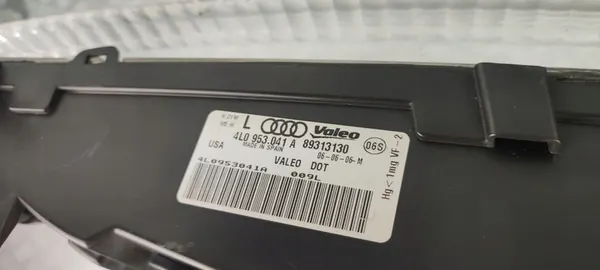 L Valeo 06S
4L0 953.041 A 89313130
MADE IN SPAIN 06-06-06-M
USA VALEO DOT
4L0953041A 009L
Hg<1mg VF-2